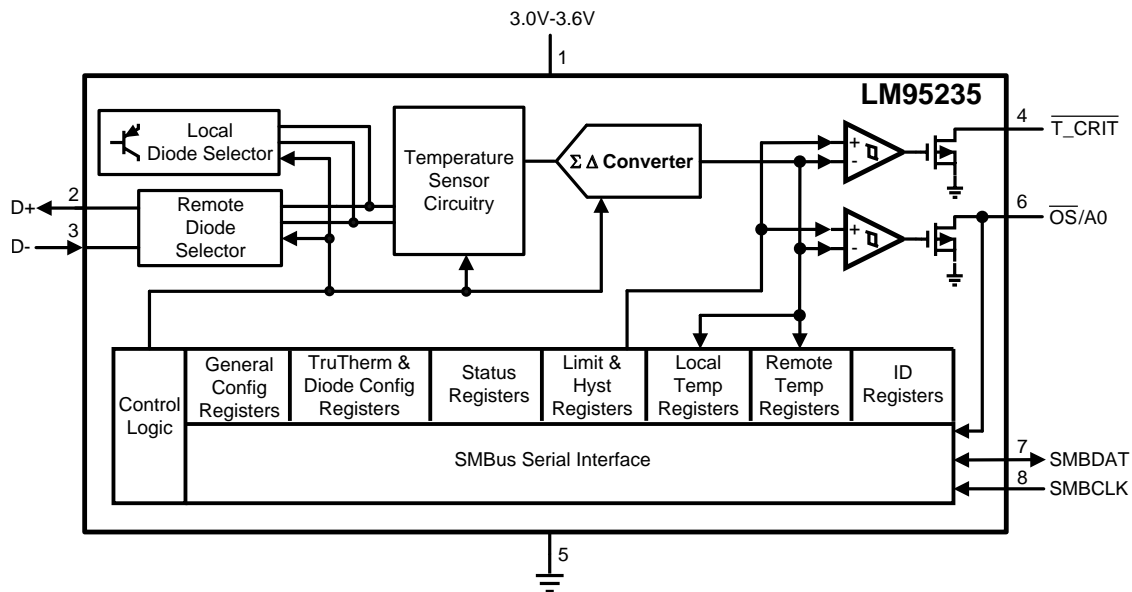 3.0V-3.6V
1
LM95235
4
T_CRIT
Local
Diode Selector
Temperature
Sensor
Circuitry
Σ Δ Converter
+
-
D+
2
Remote
Diode
Selector
D-
3
6
OS/A0
+
-
Control
Logic
General
Config
Registers
TruTherm &
Diode Config
Registers
Status
Registers
Limit &
Hyst
Registers
Local
Temp
Registers
Remote
Temp
Registers
ID
Registers
SMBus Serial Interface
7
SMBDAT
8
SMBCLK
5